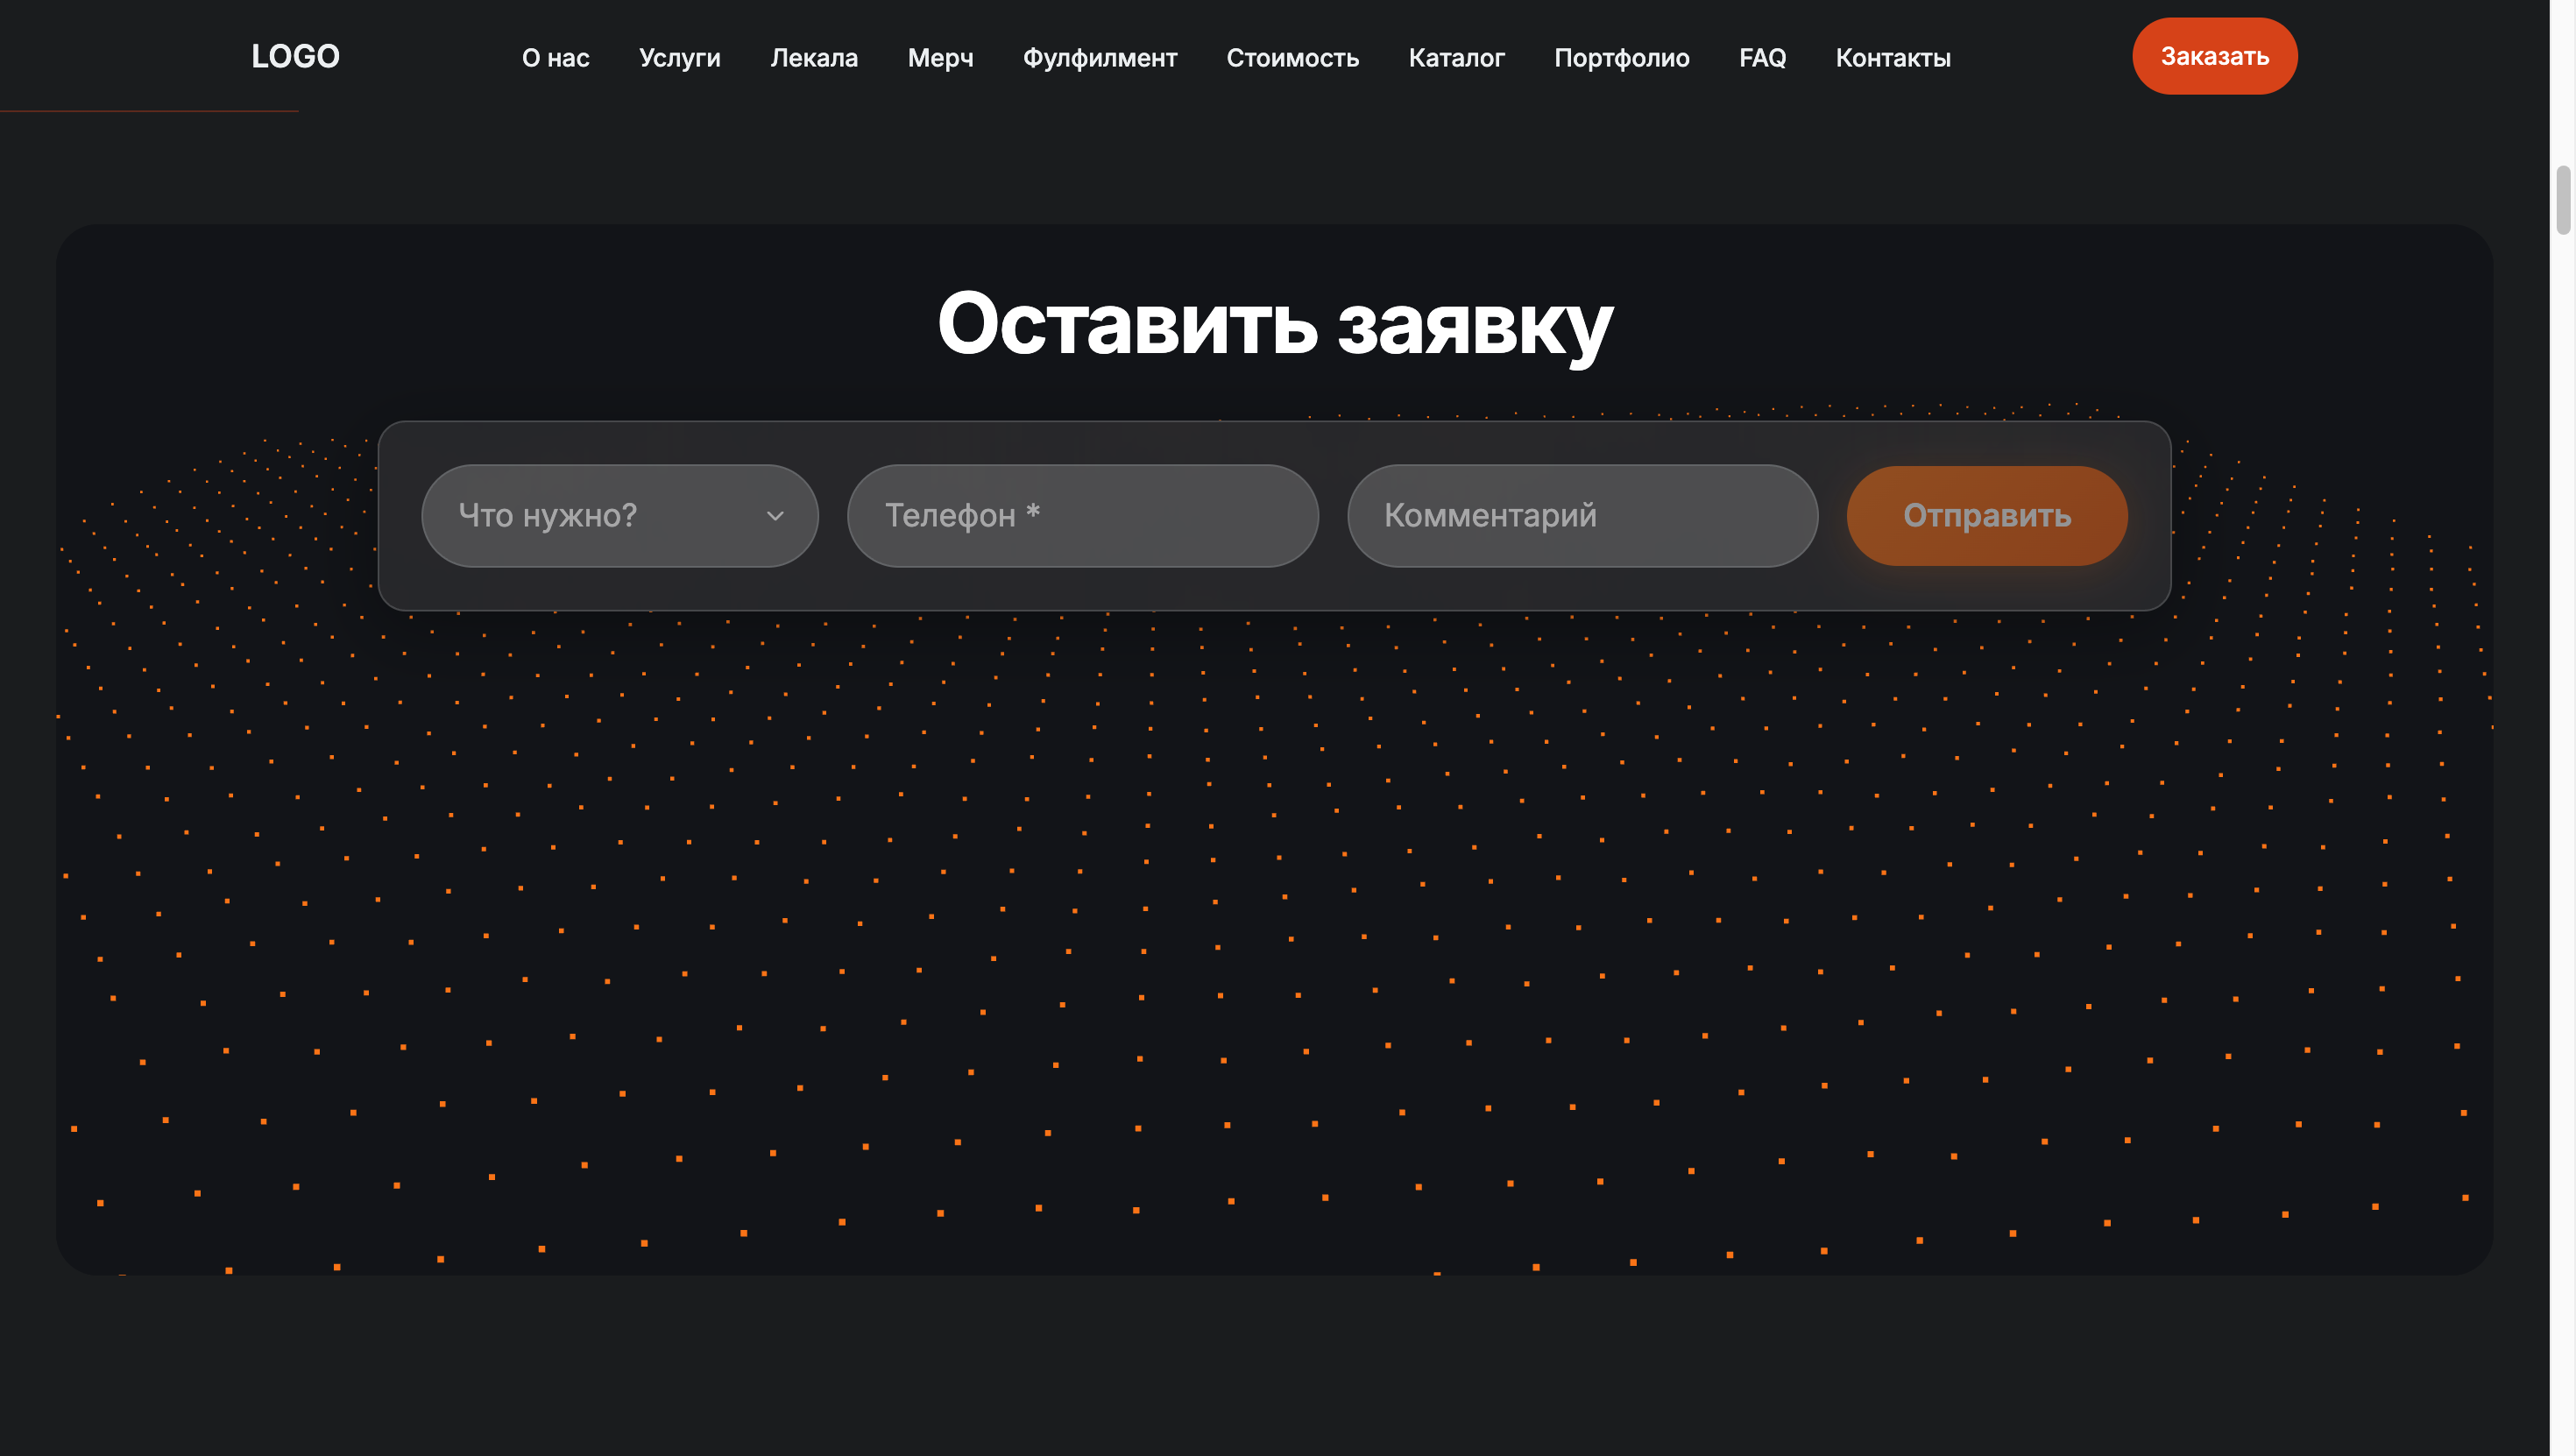 LOGO О нас Услуги Лекала Мерч Фулфилмент Стоимость Каталог Портфолио FAQ Контакты Заказать
Оставить заявку
Что нужно? Телефон * Комментарий Отправить